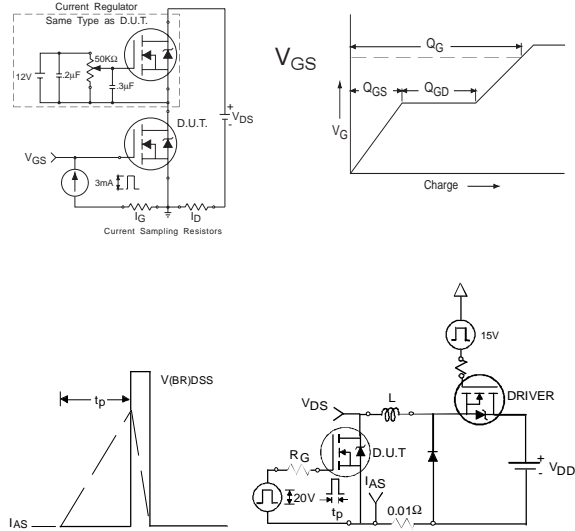 Current Regulator
Same Type as D.U.T.
50KΩ
12V
.2μF
.3μF
D.U.T.
+
VDS
-
VGS
3mA
IG
ID
Current Sampling Resistors
VGS
QG
QGS
QGD
VG
Charge
V(BR)DSS
tp
IAS
15V
DRIVER
L
VDS
D.U.T
RG
+
VDD
-
IAS
20V
tp
0.01Ω